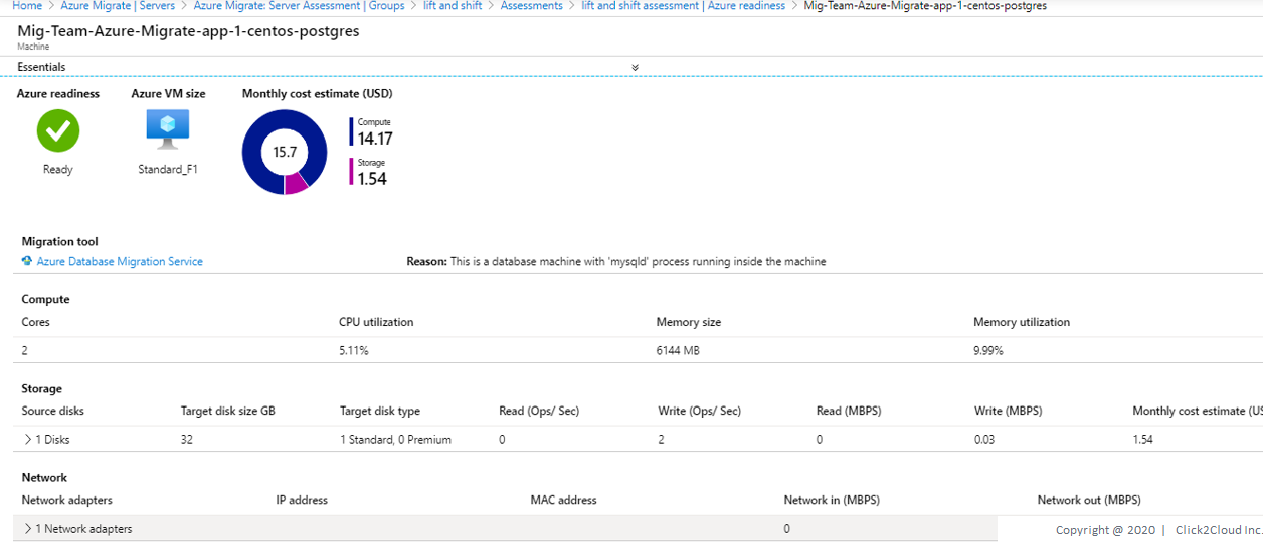 Home > Azure Migrate | Servers > Azure Migrate: Server Assessment | Groups > lift and shift > Assessments > lift and shift assessment | Azure readiness > Mig-Team-Azure-Migrate-app-1-centos-postgres
Mig-Team-Azure-Migrate-app-1-centos-postgres
Machine
Essentials
Azure readiness Azure VM size Monthly cost estimate (USD)
Compute
14.17
15.7
Storage
1.54
Ready Standard_F1
Migration tool
Azure Database Migration Service Reason: This is a database machine with 'mysqld' process running inside the machine
Compute
Cores CPU utilization Memory size Memory utilization
2 5.11% 6144 MB 9.99%
Storage
Source disks Target disk size GB Target disk type Read (Ops/ Sec) Write (Ops/ Sec) Read (MBPS) Write (MBPS) Monthly cost estimate (US
> 1 Disks 32 1 Standard, 0 Premium 0 2 0 0.03 1.54
Network
Network adapters IP address MAC address Network in (MBPS) Network out (MBPS)
> 1 Network adapters 0
Copyright @ 2020 | Click2Cloud Inc.